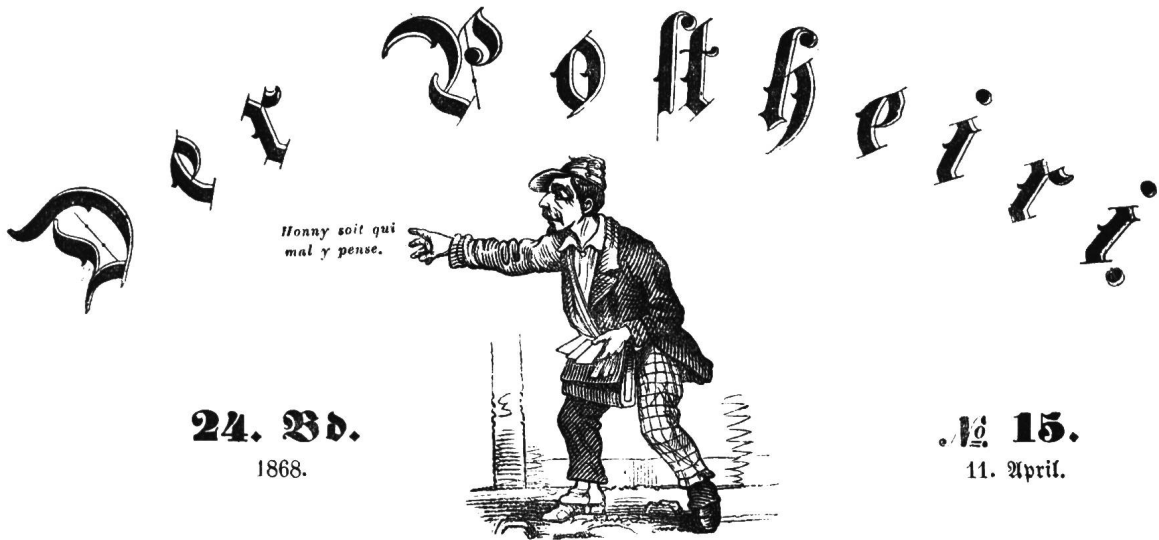 Der Postheiri.
Honny soit qui
mal y pense.
24. Bd.
1868.
№ 15.
11. April.